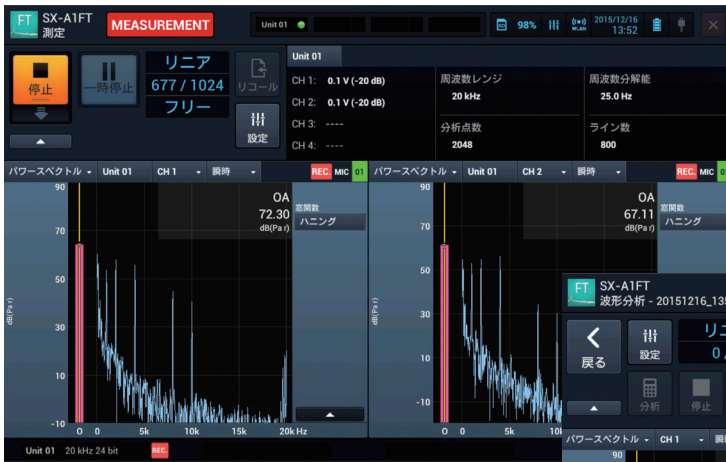 FT SX-A1FT
測定
MEASUREMENT
Unit 01
98%
WLAN
2015/12/16
13:52
停止
一時停止
リニア
677 / 1024
フリー
リコール
設定
Unit 01
CH 1: 0.1 V (-20 dB)
CH 2: 0.1 V (-20 dB)
CH 3: ----
CH 4: ----
周波数レンジ
20 kHz
周波数分解能
25.0 Hz
分析点数
2048
ライン数
800
パワースペクトル Unit 01 CH 1 瞬時 REC. MIC 01
OA
72.30
dB(Pa r)
窓関数
ハニング
90
70
50
30
10
-10
dB(Pa r)
0 0 5k 10k 15k 20k Hz
パワースペクトル Unit 01 CH 2 瞬時 REC. MIC
OA
67.11
dB(Pa r)
窓関数
ハニング
90
70
50
30
10
-10
dB(Pa r)
0 0 5k
FT SX-A1FT
波形分析 - 20151216_13
戻る
設定
リニ
0 /
分析
停止
パワースペクトル CH 1
90
Unit 01 20 kHz 24 bit REC.